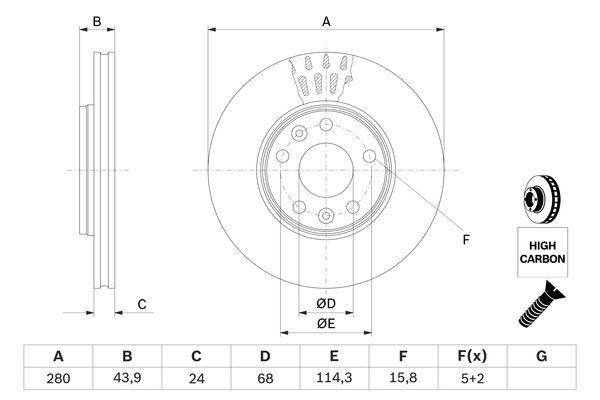 B
A
F
C
ØD
ØE
HIGH
CARBON
A B C D E F F(x) G
280 43,9 24 68 114,3 15,8 5+2